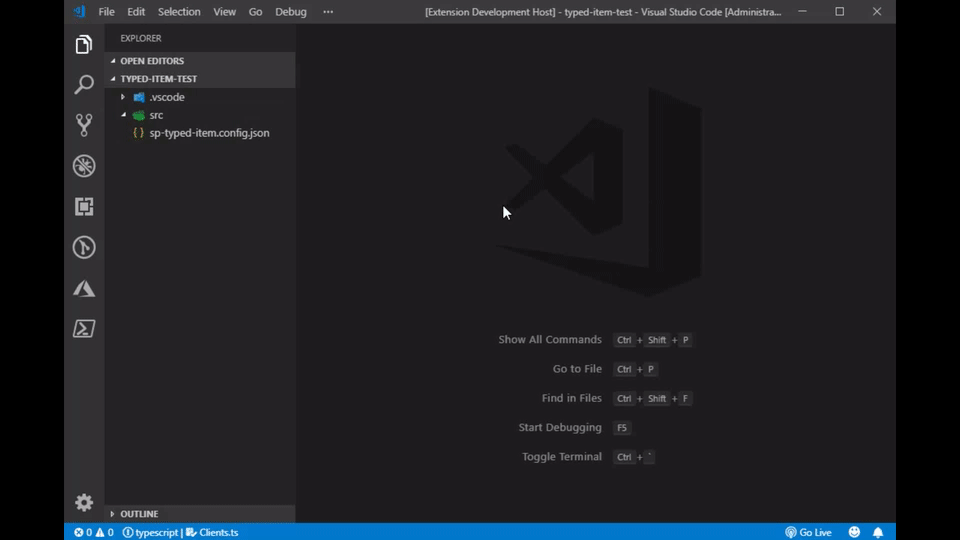 File Edit Selection View Go Debug ••• [Extension Development Host] - typed-item-test - Visual Studio Code [Administra...
EXPLORER
OPEN EDITORS
TYPED-ITEM-TEST
.vscode
src
{ } sp-typed-item.config.json
Show All Commands Ctrl + Shift + P
Go to File Ctrl + P
Find in Files Ctrl + Shift + F
Start Debugging F5
Toggle Terminal Ctrl + `
OUTLINE
0 0 typescript | Clients.ts Go Live